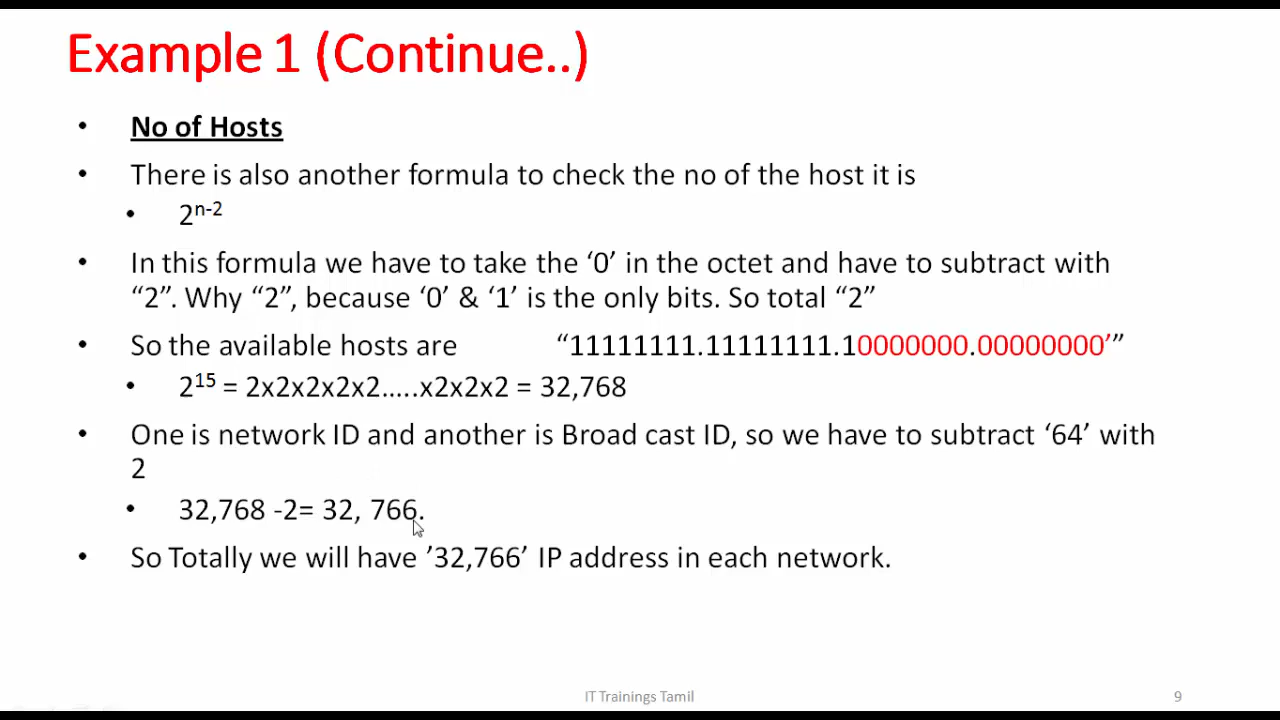 Example 1 (Continue..)
• No of Hosts
• There is also another formula to check the no of the host it is
• 2ⁿ⁻²
• In this formula we have to take the ‘0’ in the octet and have to subtract with
“2”. Why “2”, because ‘0’ & ‘1’ is the only bits. So total “2”
• So the available hosts are “11111111.11111111.10000000.00000000’”
• 2¹⁵ = 2x2x2x2x2.....x2x2x2 = 32,768
• One is network ID and another is Broad cast ID, so we have to subtract ‘64’ with
2
• 32,768 -2= 32, 766.
• So Totally we will have ’32,766’ IP address in each network.
IT Trainings Tamil 9